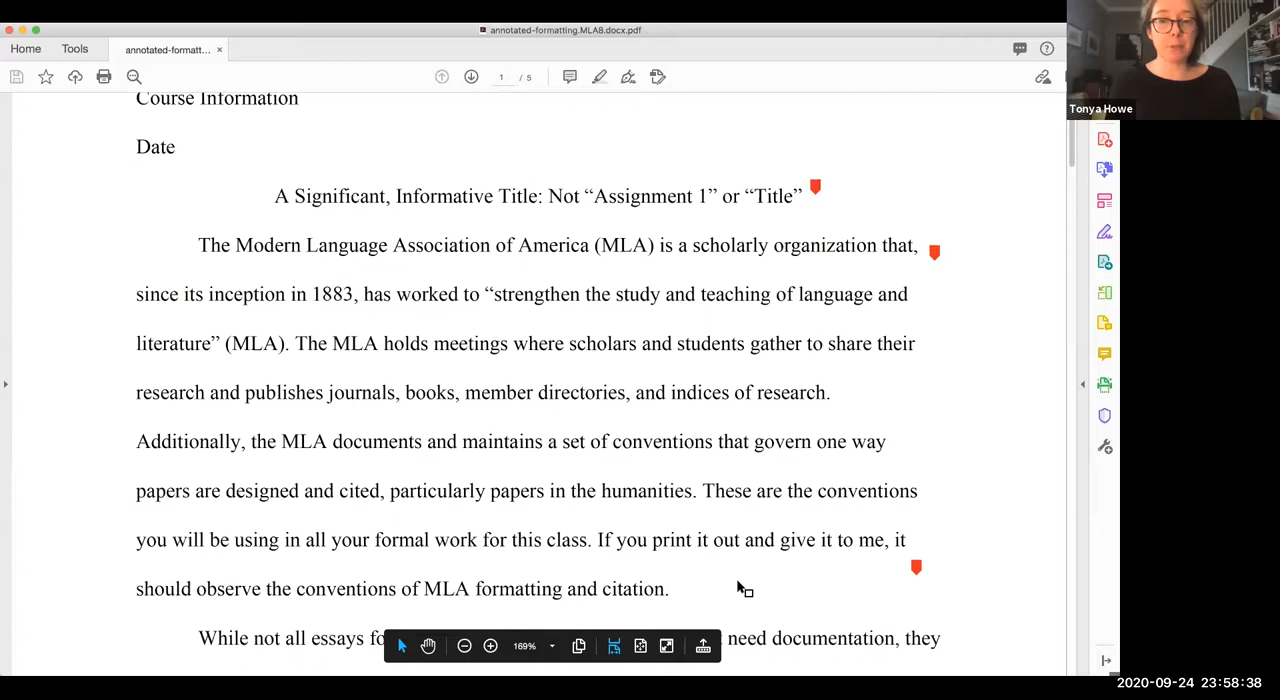 annotated-formatting.MLA8.docx.pdf
Home Tools annotated-formatt... ×
1 / 5
Tonya Howe
Course Information
Date
A Significant, Informative Title: Not “Assignment 1” or “Title”
The Modern Language Association of America (MLA) is a scholarly organization that,
since its inception in 1883, has worked to “strengthen the study and teaching of language and
literature” (MLA). The MLA holds meetings where scholars and students gather to share their
research and publishes journals, books, member directories, and indices of research.
Additionally, the MLA documents and maintains a set of conventions that govern one way
papers are designed and cited, particularly papers in the humanities. These are the conventions
you will be using in all your formal work for this class. If you print it out and give it to me, it
should observe the conventions of MLA formatting and citation.
While not all essays fo
need documentation, they
169%
2020-09-24 23:58:38